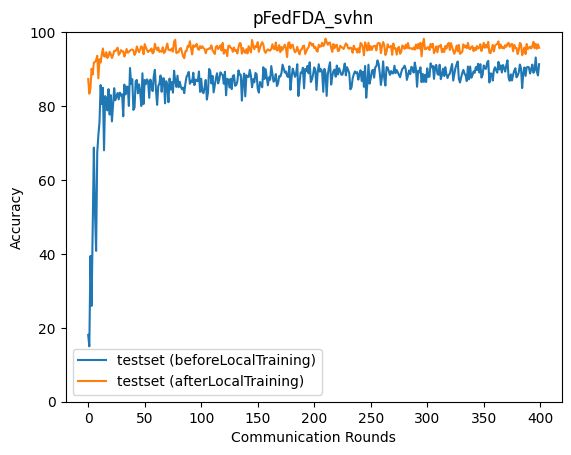 pFedFDA_svhn
Accuracy
100
80
60
40
20
0
testset (beforeLocalTraining)
testset (afterLocalTraining)
0 50 100 150 200 250 300 350 400
Communication Rounds